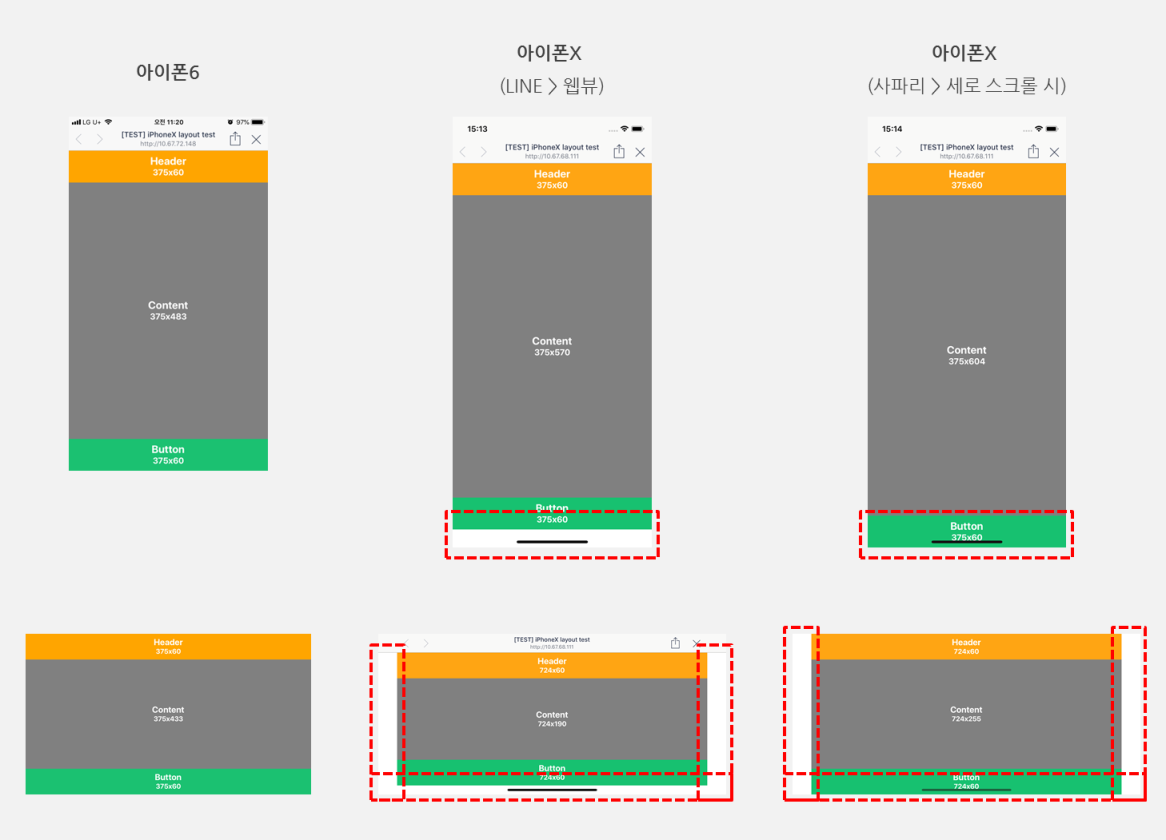 아이폰6
아이폰X
(LINE > 웹뷰)
아이폰X
(사파리 > 세로 스크롤 시)
LG U+ 오전 11:20 97%
[TEST] iPhoneX layout test
http://10.67.72.148
Header
375x60
Content
375x483
Button
375x60
15:13
[TEST] iPhoneX layout test
http://10.67.68.111
Header
375x60
Content
375x570
Button
375x60
15:14
[TEST] iPhoneX layout test
http://10.67.68.111
Header
375x60
Content
375x604
Button
375x60
Header
375x60
Content
375x433
Button
375x60
[TEST] iPhoneX layout test
http://10.67.68.111
Header
724x60
Content
724x190
Button
724x60
Header
724x60
Content
724x255
Button
724x60